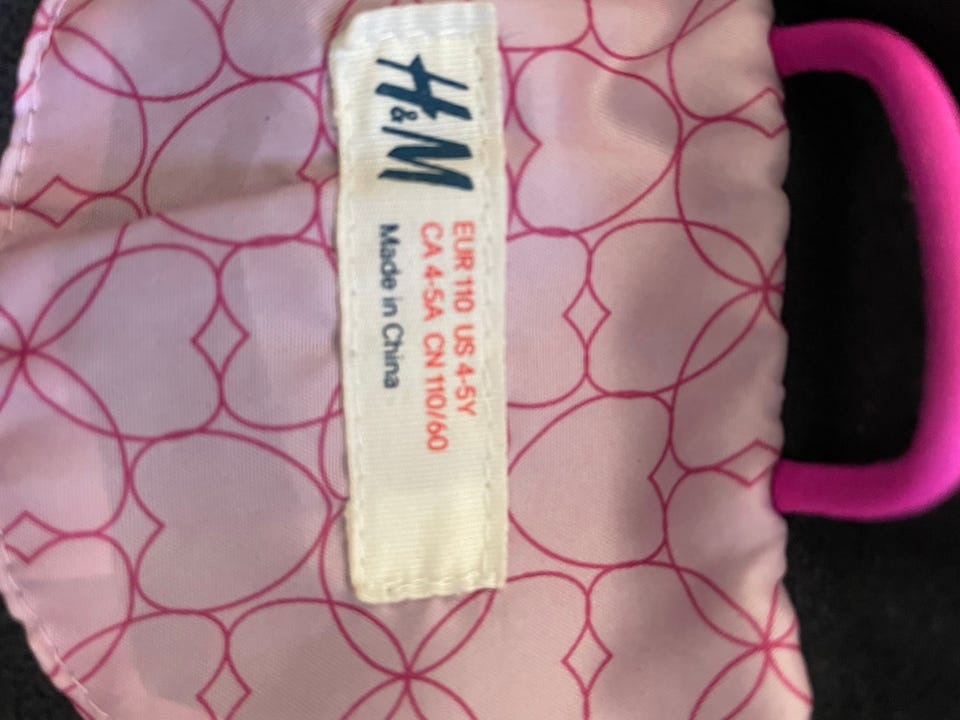 H&M
EUR 110 US 4-5Y
CA 4-5A CN 110/60
Made in China